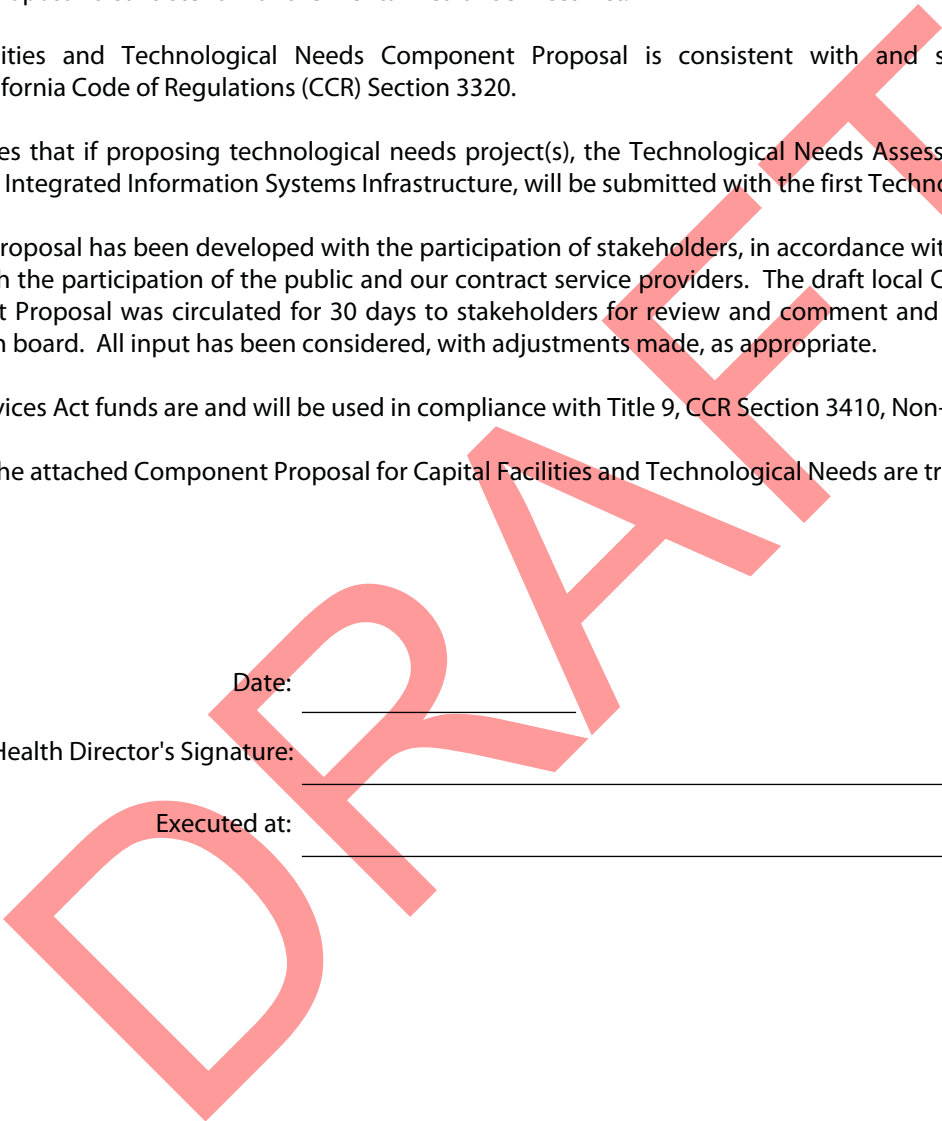 lities and Technological Needs Component Proposal is consistent with and s
fornia Code of Regulations (CCR) Section 3320.
es that if proposing technological needs project(s), the Technological Needs Assess
Integrated Information Systems Infrastructure, will be submitted with the first Techno
roposal has been developed with the participation of stakeholders, in accordance wit
h the participation of the public and our contract service providers. The draft local C
t Proposal was circulated for 30 days to stakeholders for review and comment and
n board. All input has been considered, with adjustments made, as appropriate.
vices Act funds are and will be used in compliance with Title 9, CCR Section 3410, Non-
he attached Component Proposal for Capital Facilities and Technological Needs are tr
Date:
Health Director's Signature:
Executed at:
DRAFT